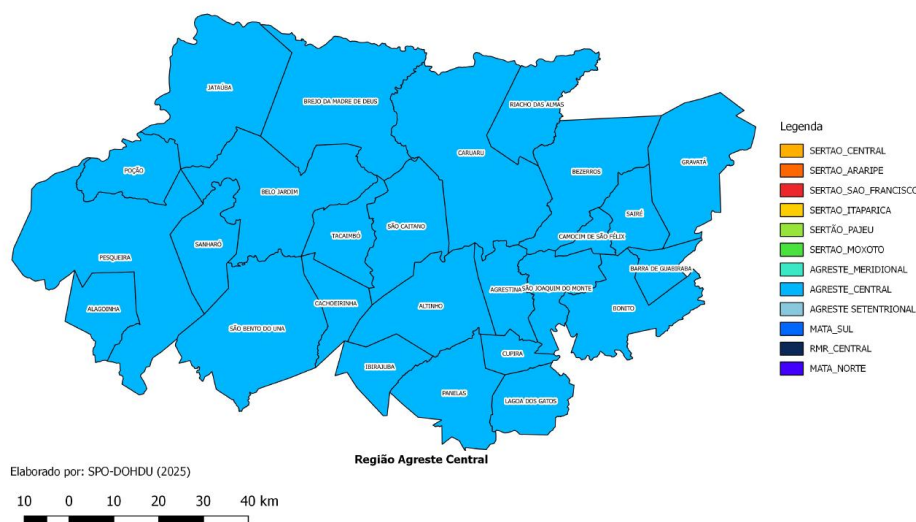 JATAÚBA
BREJO DA MADRE DE DEUS
RIACHO DAS ALMAS
CARUARU
GRAVATÁ
POÇÃO
BEZERROS
BELO JARDIM
SAIRÉ
SÃO CAITANO
TACAIMBÓ
CAMOCIM DE SÃO FÉLIX
SANHARÓ
PESQUEIRA
BARRA DE GUABIRABA
AGRESTINA
SÃO JOAQUIM DO MONTE
CACHOEIRINHA
ALTINHO
ALAGOINHA
BONITO
SÃO BENTO DO UNA
CUPIRA
IBIRAJUBA
PANELAS
LAGOA DOS GATOS
Legenda
SERTAO_CENTRAL
SERTAO_ARARIPE
SERTAO_SAO_FRANCISCO
SERTAO_ITAPARICA
SERTÃO_PAJEU
SERTAO_MOXOTO
AGRESTE_MERIDIONAL
AGRESTE_CENTRAL
AGRESTE SETENTRIONAL
MATA_SUL
RMR_CENTRAL
MATA_NORTE
Região Agreste Central
Elaborado por: SPO-DOHDU (2025)
10 0 10 20 30 40 km